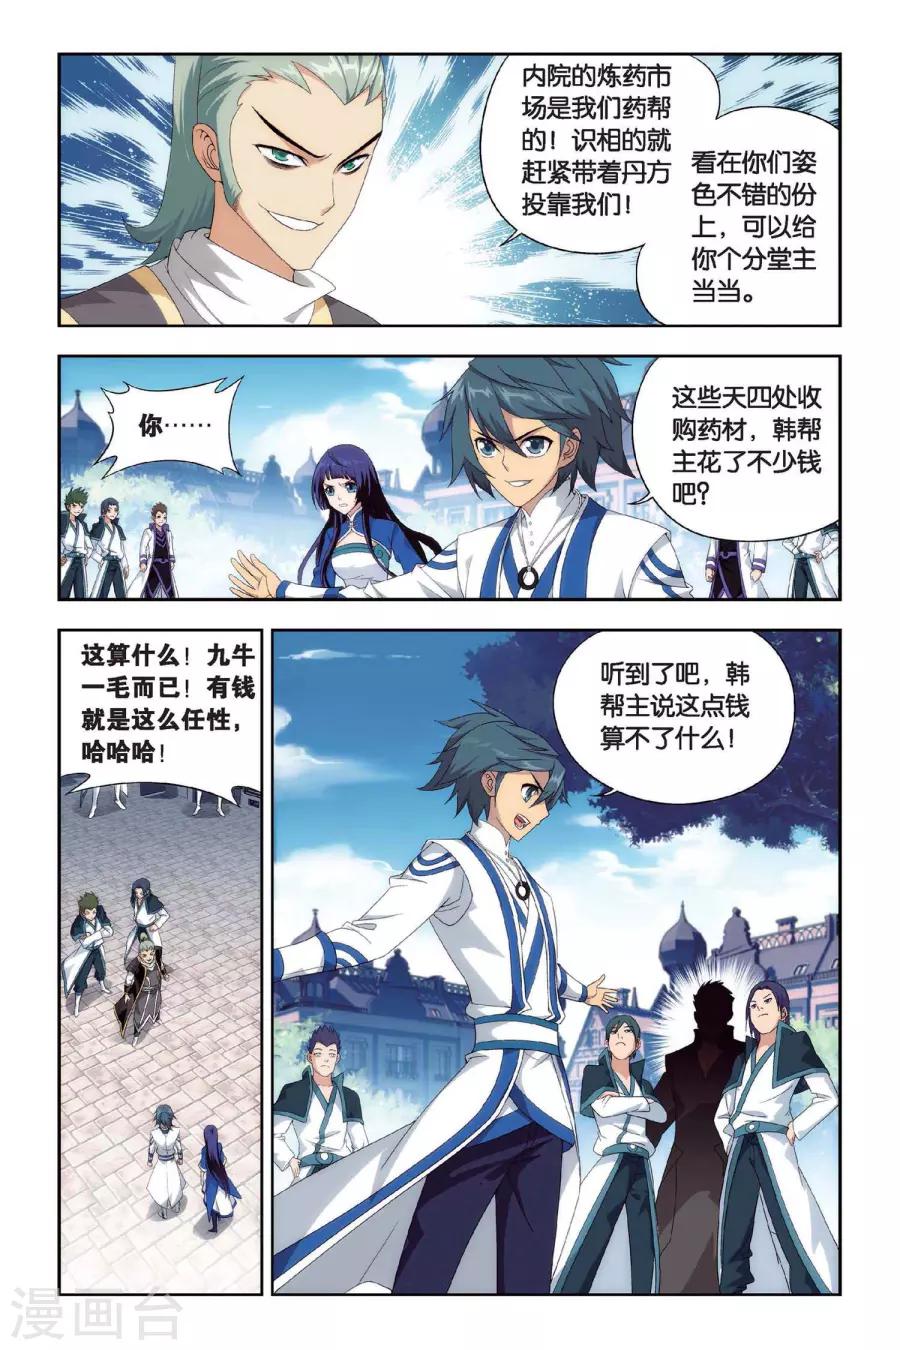 内院的炼药市
场是我们药帮
的！识相的就
赶紧带着丹方
投靠我们！
看在你们姿
色不错的份
上，可以给
你个分堂主
当当。
你……
这些天四处收
购药材，韩帮
主花了不少钱
吧？
这算什么！九牛
一毛而已！有钱
就是这么任性，
哈哈哈！
听到了吧，韩
帮主说这点钱
算不了什么！
漫画台